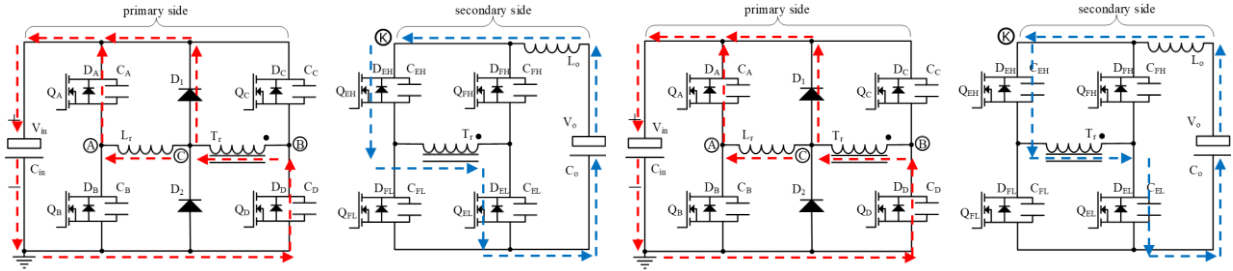 primary side
secondary side
primary side
secondary side
K
L_o
D_A C_A
D_1
D_C C_C
Q_A
Q_C
D_EH C_EH
D_FH C_FH
Q_EH
Q_FH
V_in
A
L_r
C
T_r
B
T_r
V_o
C_in
C_o
D_B C_B
D_2
D_D C_D
Q_B
Q_D
D_FL C_FL
D_EL C_EL
Q_FL
Q_EL
K
L_o
D_A C_A
D_1
D_C C_C
Q_A
Q_C
D_EH C_EH
D_FH C_FH
Q_EH
Q_FH
V_in
A
L_r
C
T_r
B
T_r
V_o
C_in
C_o
D_B C_B
D_2
D_D C_D
Q_B
Q_D
D_FL C_FL
D_EL C_EL
Q_FL
Q_EL